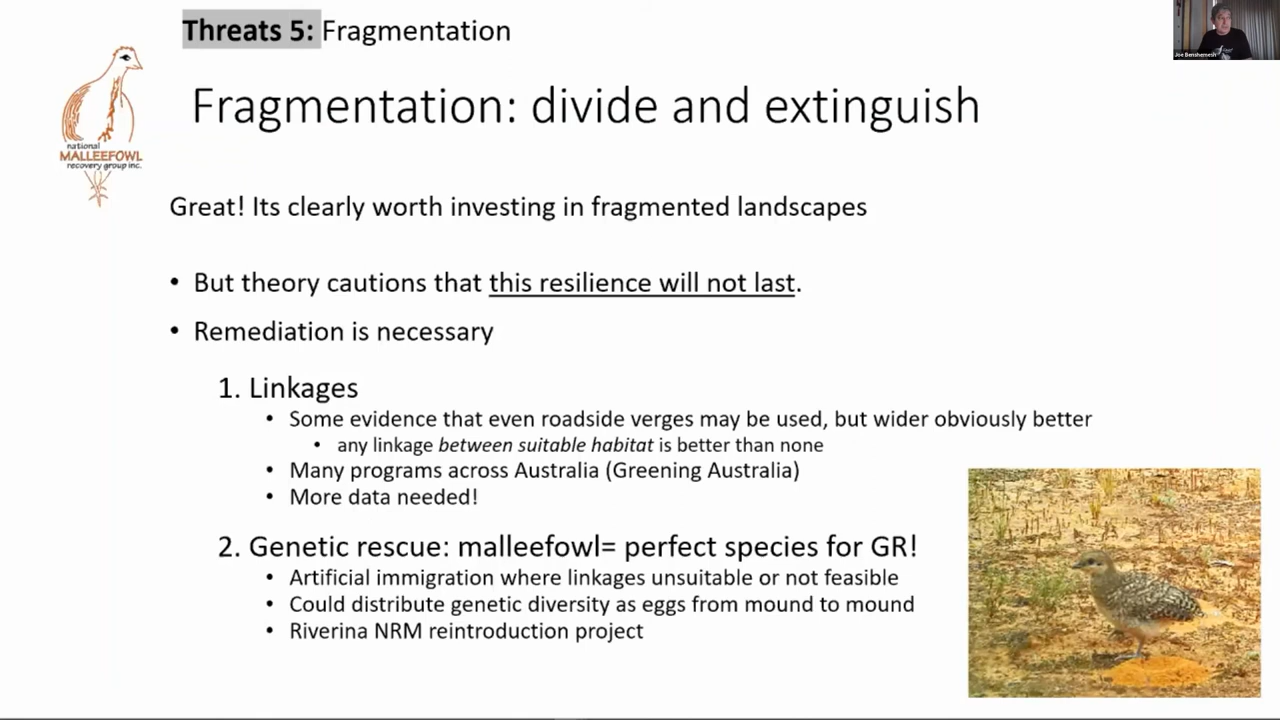 Threats 5: Fragmentation
Joe Benshemesh
national
MALLEEFOWL
recovery group inc.
Fragmentation: divide and extinguish
Great! Its clearly worth investing in fragmented landscapes
• But theory cautions that this resilience will not last.
• Remediation is necessary
1. Linkages
• Some evidence that even roadside verges may be used, but wider obviously better
• any linkage between suitable habitat is better than none
• Many programs across Australia (Greening Australia)
• More data needed!
2. Genetic rescue: malleefowl= perfect species for GR!
• Artificial immigration where linkages unsuitable or not feasible
• Could distribute genetic diversity as eggs from mound to mound
• Riverina NRM reintroduction project